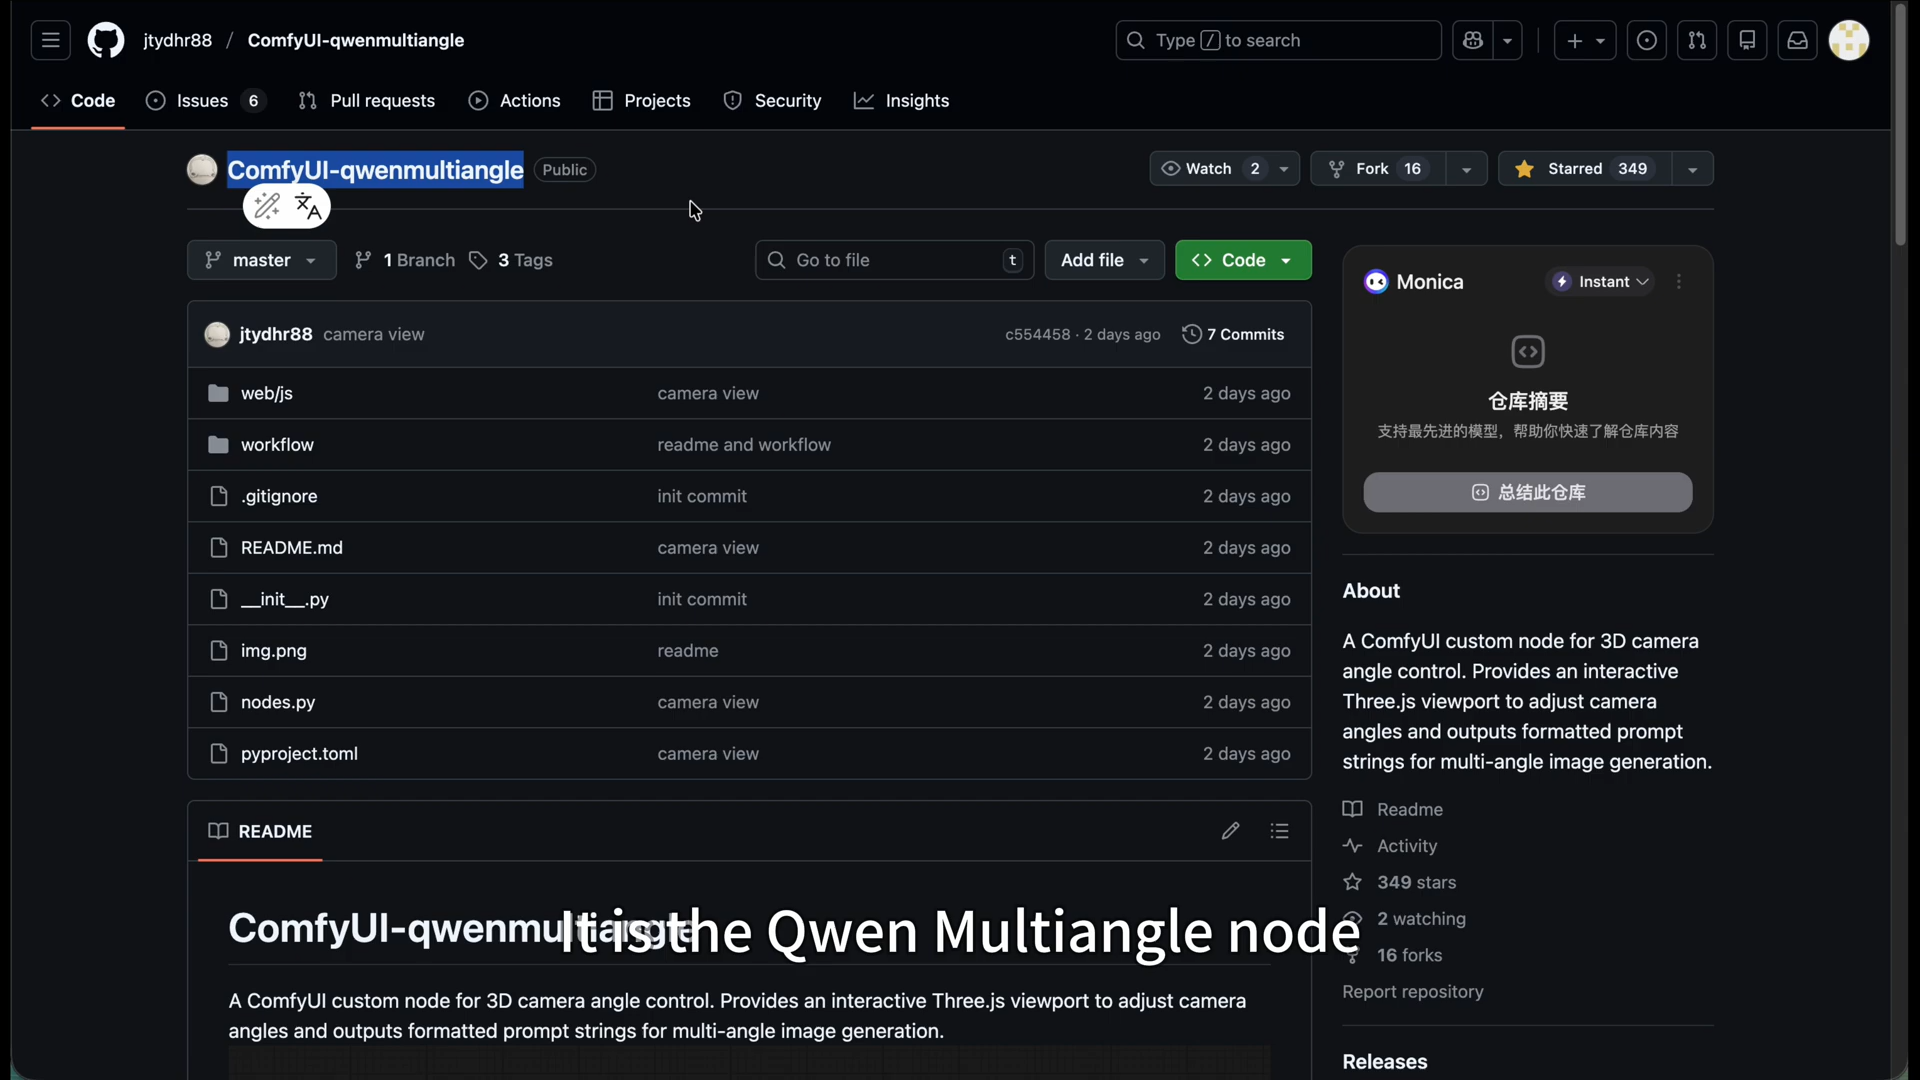 jtydhr88 / ComfyUI-qwenmultiangle
Type / to search
Code
Issues 6
Pull requests
Actions
Projects
Security
Insights
ComfyUI-qwenmultiangle Public
Watch 2
Fork 16
Starred 349
master
1 Branch
3 Tags
Go to file t
Add file
Code
jtydhr88 camera view c554458 · 2 days ago 7 Commits
web/js camera view 2 days ago
workflow readme and workflow 2 days ago
.gitignore init commit 2 days ago
README.md camera view 2 days ago
__init__.py init commit 2 days ago
img.png readme 2 days ago
nodes.py camera view 2 days ago
pyproject.toml camera view 2 days ago
README
ComfyUI-qwenmultiangle
It is the Qwen Multiangle node
A ComfyUI custom node for 3D camera angle control. Provides an interactive Three.js viewport to adjust camera
angles and outputs formatted prompt strings for multi-angle image generation.
Monica
Instant
仓库摘要
支持最先进的模型，帮助你快速了解仓库内容
总结此仓库
About
A ComfyUI custom node for 3D camera
angle control. Provides an interactive
Three.js viewport to adjust camera
angles and outputs formatted prompt
strings for multi-angle image generation.
Readme
Activity
349 stars
2 watching
16 forks
Report repository
Releases